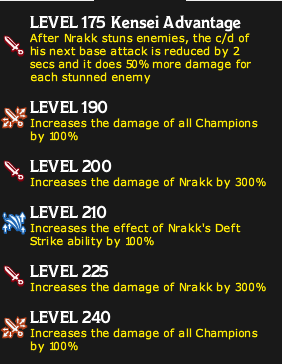 LEVEL 175 Kensei Advantage
After Nrakk stuns enemies, the c/d of
his next base attack is reduced by 2
secs and it does 50% more damage for
each stunned enemy
LEVEL 190
Increases the damage of all Champions
by 100%
LEVEL 200
Increases the damage of Nrakk by 300%
LEVEL 210
Increases the effect of Nrakk's Deft
Strike ability by 100%
LEVEL 225
Increases the damage of Nrakk by 300%
LEVEL 240
Increases the damage of all Champions
by 100%